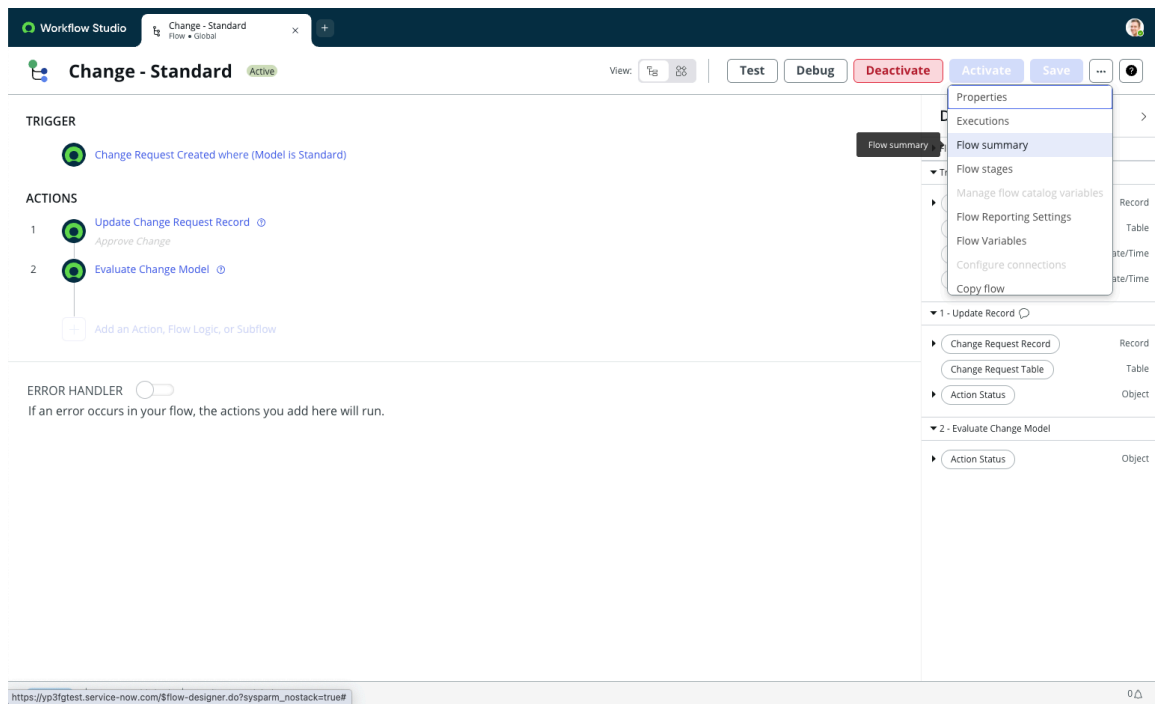 Workflow Studio
Change - Standard
Flow • Global
Change - Standard
Active
View:
Test
Debug
Deactivate
Activate
Save
Properties
Executions
Flow summary
Flow stages
Manage flow catalog variables
Flow Reporting Settings
Flow Variables
Configure connections
Copy flow
Flow summary
TRIGGER
Change Request Created where (Model is Standard)
ACTIONS
1
Update Change Request Record
Approve Change
2
Evaluate Change Model
Add an Action, Flow Logic, or Subflow
ERROR HANDLER
If an error occurs in your flow, the actions you add here will run.
Record
Table
1 - Update Record
Change Request Record
Record
Change Request Table
Table
Action Status
Object
2 - Evaluate Change Model
Action Status
Object
https://yp3fgtest.service-now.com/$flow-designer.do?sysparm_nostack=true#
0